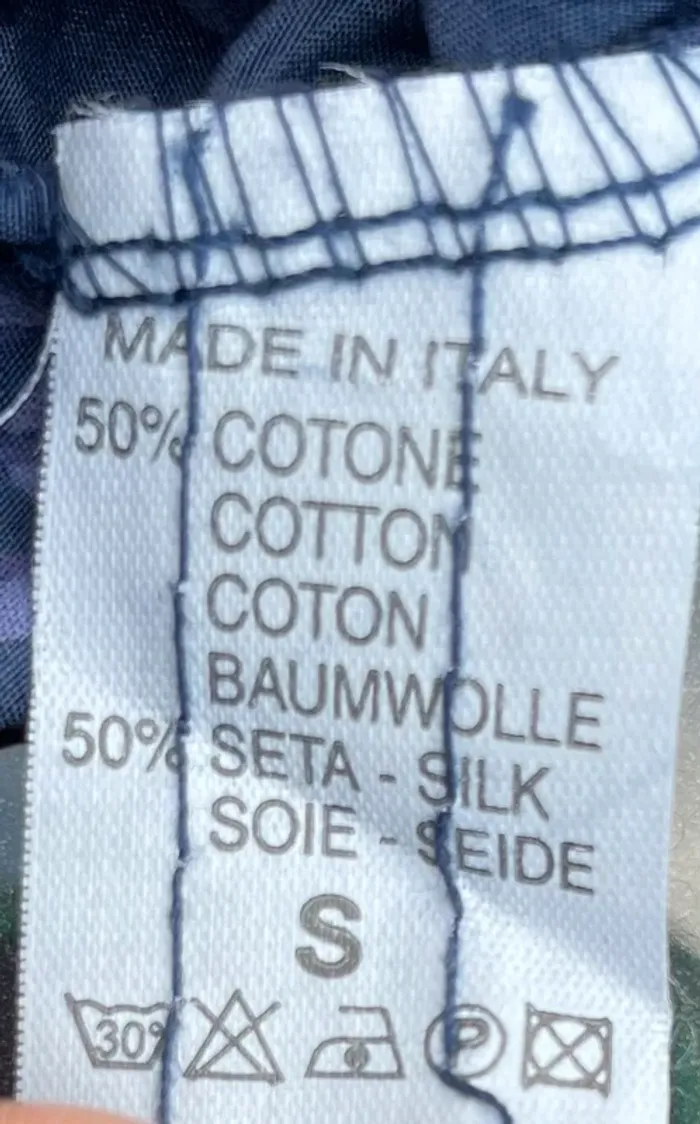 MADE IN ITALY
50% COTONE
COTTON
COTON
BAUMWOLLE
50% SETA - SILK
SOIE - SEIDE
S
30° P